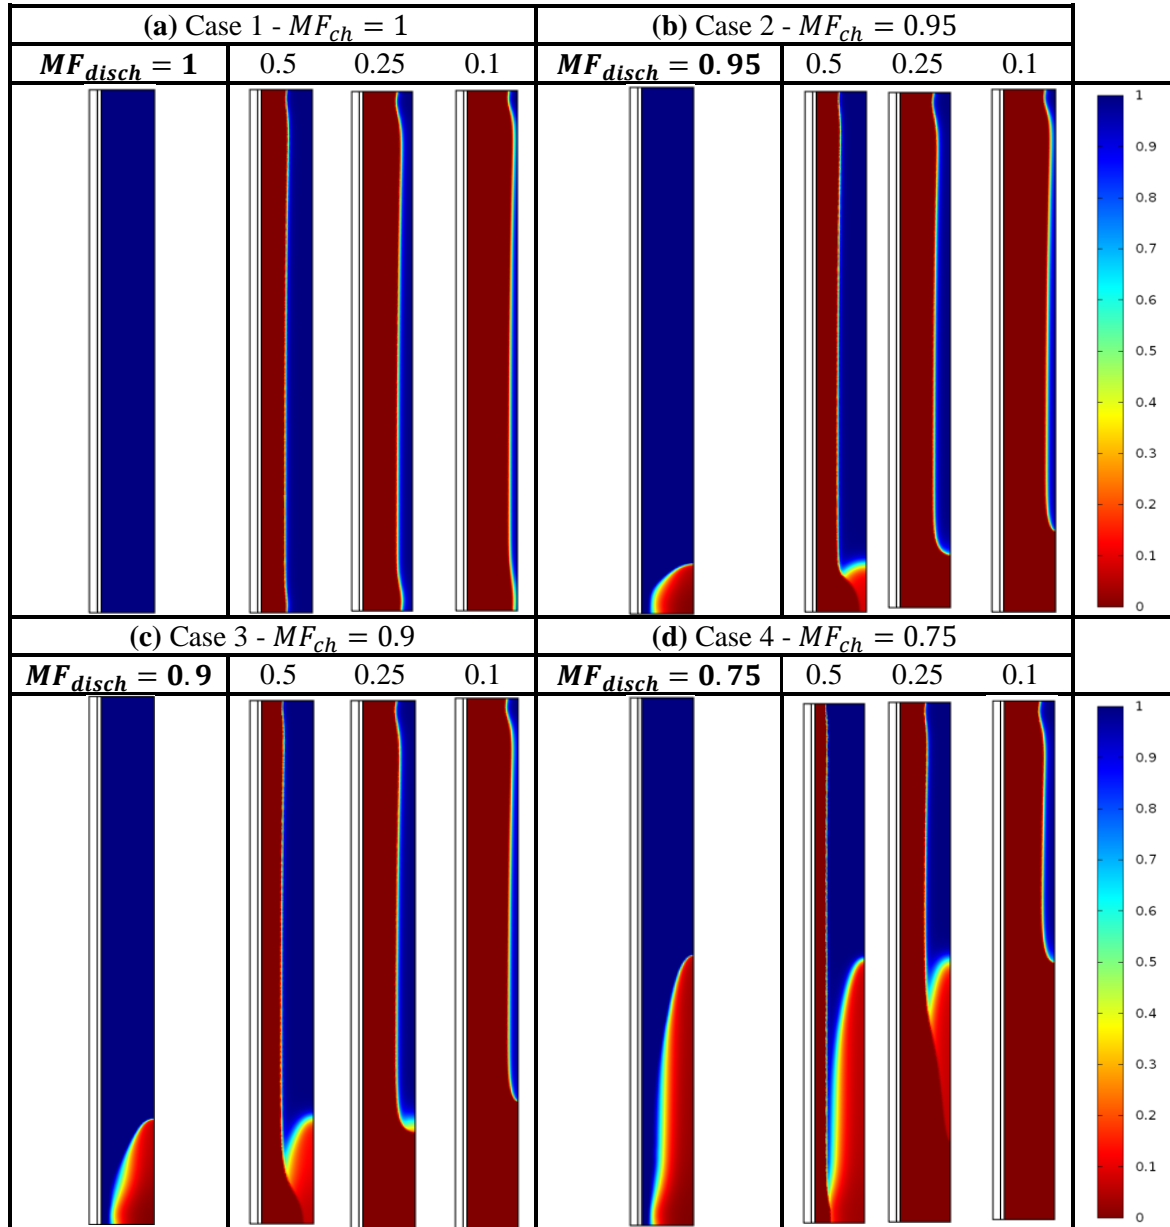 (a) Case 1 - MF_ch = 1
(b) Case 2 - MF_ch = 0.95
MF_disch = 1 0.5 0.25 0.1
MF_disch = 0.95 0.5 0.25 0.1
1
0.9
0.8
0.7
0.6
0.5
0.4
0.3
0.2
0.1
0
(c) Case 3 - MF_ch = 0.9
(d) Case 4 - MF_ch = 0.75
MF_disch = 0.9 0.5 0.25 0.1
MF_disch = 0.75 0.5 0.25 0.1
1
0.9
0.8
0.7
0.6
0.5
0.4
0.3
0.2
0.1
0